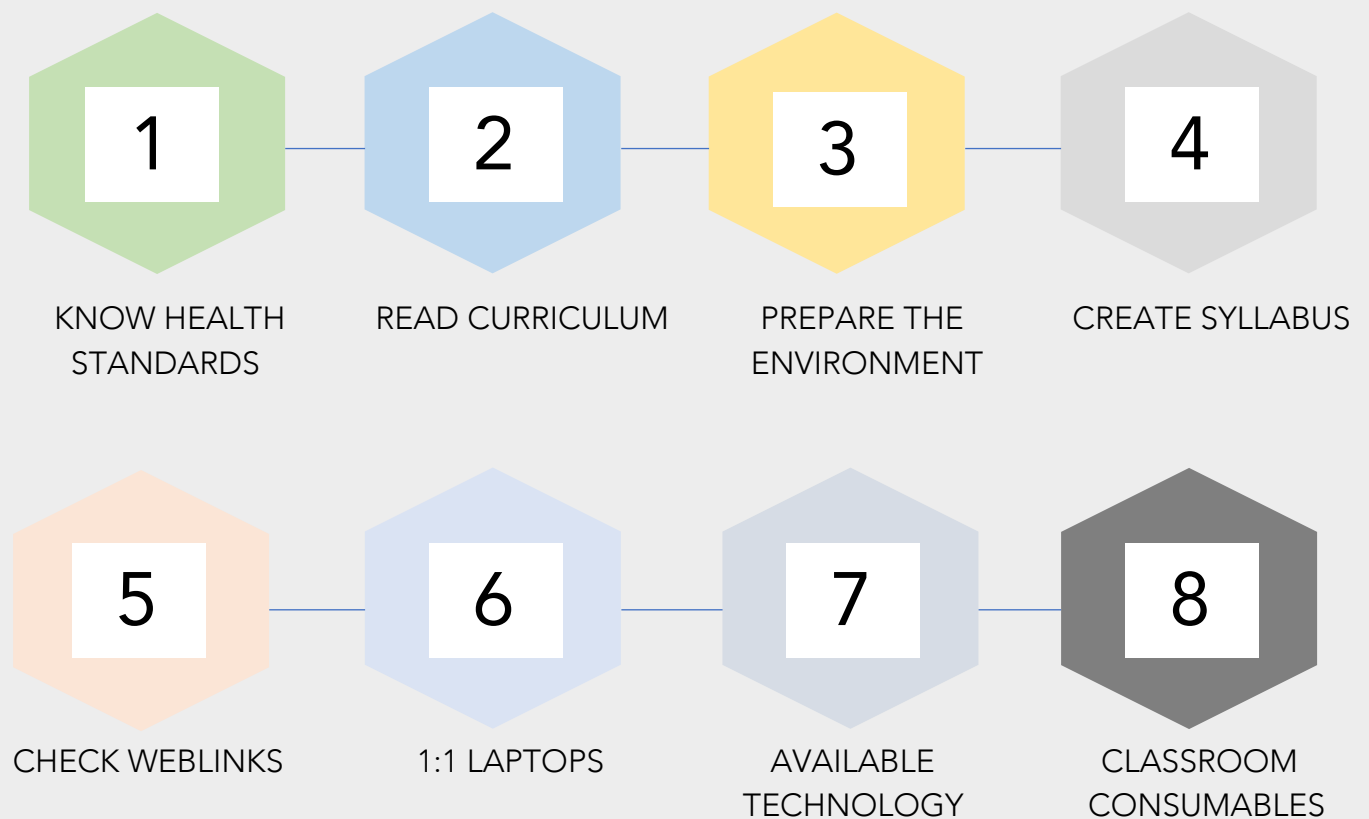 1
2
3
4
KNOW HEALTH
STANDARDS
READ CURRICULUM
PREPARE THE
ENVIRONMENT
CREATE SYLLABUS
5
6
7
8
CHECK WEBLINKS
1:1 LAPTOPS
AVAILABLE
TECHNOLOGY
CLASSROOM
CONSUMABLES